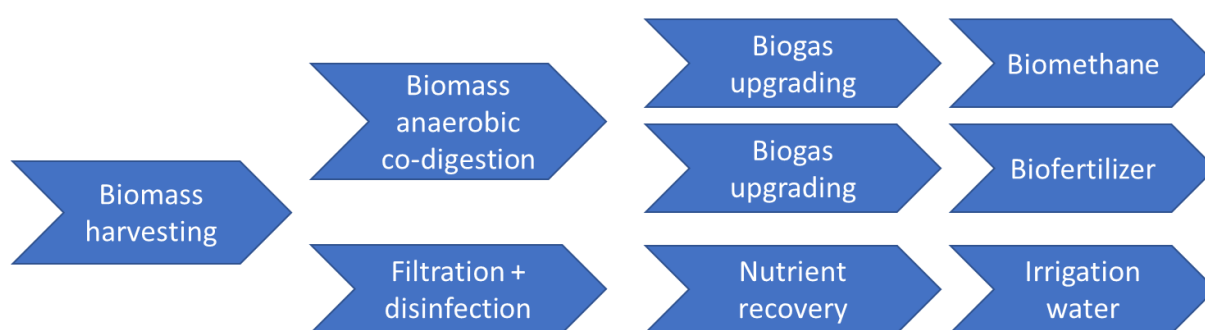 Biomass
harvesting
Biomass
anaerobic
co-digestion
Biogas
upgrading
Biomethane
Biogas
upgrading
Biofertilizer
Filtration +
disinfection
Nutrient
recovery
Irrigation
water